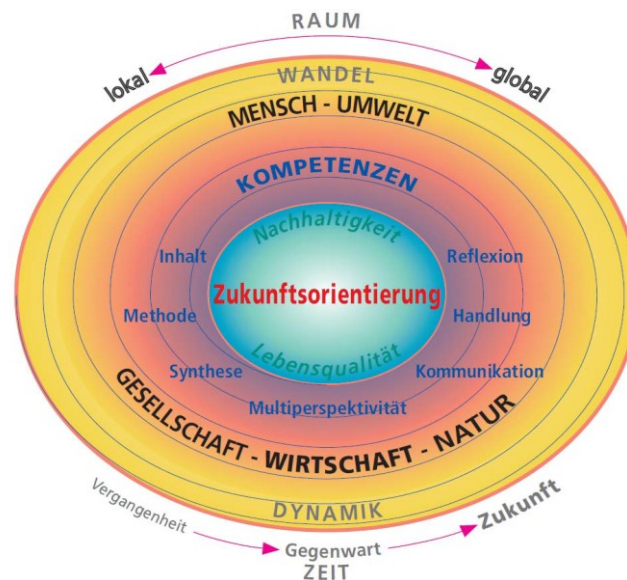 RAUM
lokal
global
WANDEL
MENSCH - UMWELT
KOMPETENZEN
Nachhaltigkeit
Inhalt
Reflexion
Zukunftsorientierung
Methode
Handlung
Lebensqualität
Synthese
Kommunikation
Multiperspektivität
GESELLSCHAFT - WIRTSCHAFT - NATUR
DYNAMIK
Vergangenheit
Gegenwart
Zukunft
ZEIT